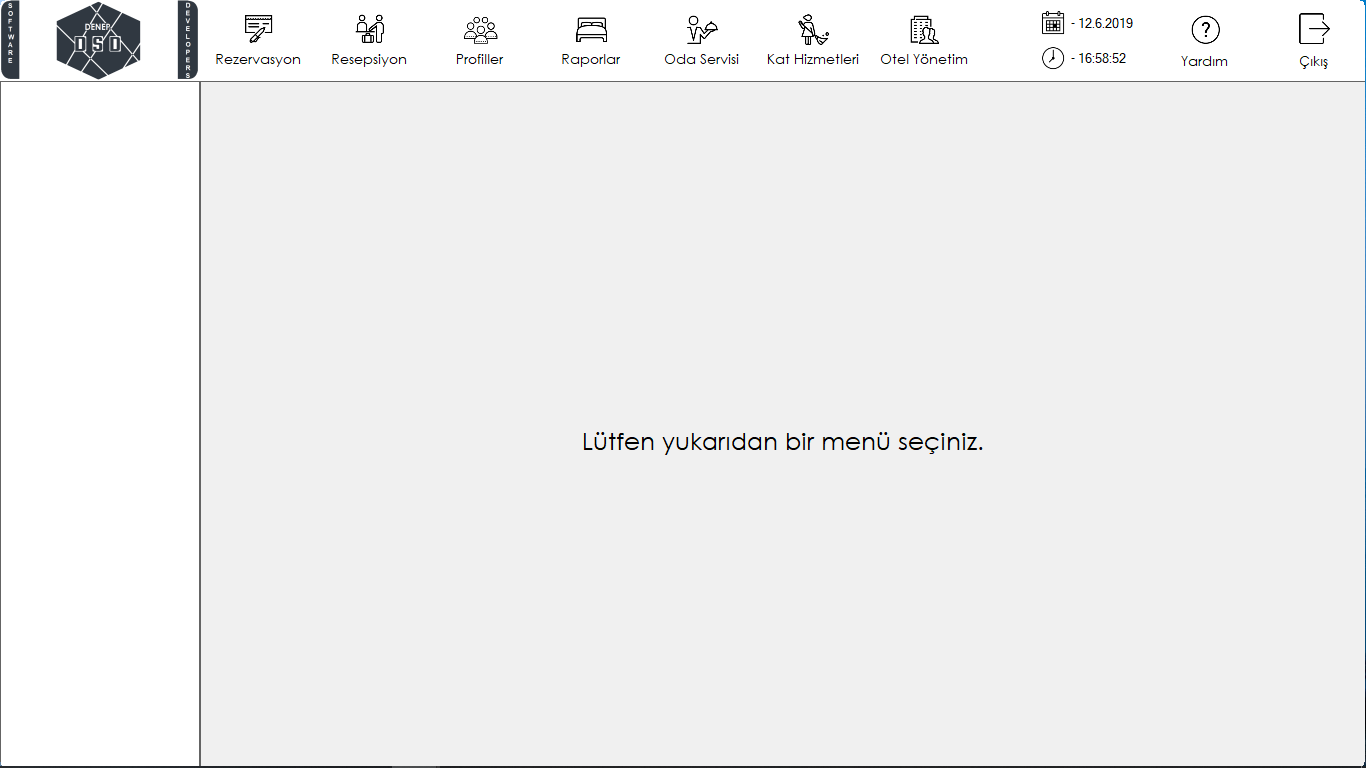 SOFTWARE
DENEP
DSD
DEVELOPERS
Rezervasyon
Resepsiyon
Profiller
Raporlar
Oda Servisi
Kat Hizmetleri
Otel Yönetim
- 12.6.2019
- 16:58:52
?
Yardım
Çıkış
Lütfen yukarıdan bir menü seçiniz.